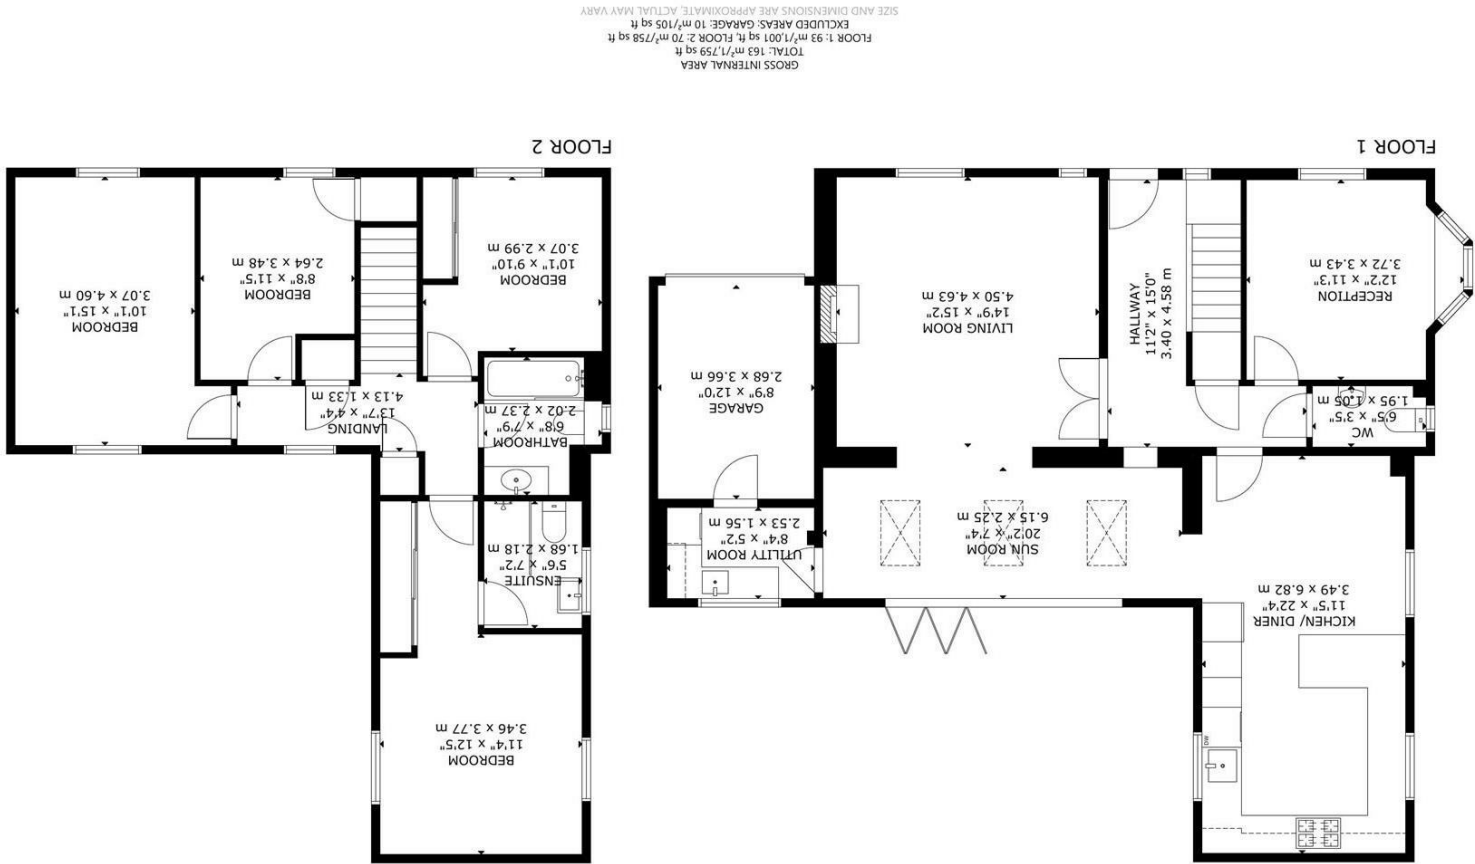 FLOOR 1
KICHEN/ DINER
11'5" x 22'4"
3.49 x 6.82 m
SUN ROOM
20'2" x 7'4"
6.15 x 2.25 m
UTILITY ROOM
8'4" x 5'2"
2.53 x 1.56 m
WC
6'5" x 3'5"
1.95 x 1.05 m
GARAGE
8'9" x 12'0"
2.68 x 3.66 m
LIVING ROOM
14'9" x 15'2"
4.50 x 4.63 m
HALLWAY
11'2" x 15'0"
3.40 x 4.58 m
RECEPTION
12'2" x 11'3"
3.72 x 3.43 m
DW
FLOOR 2
BEDROOM
11'4" x 12'5"
3.46 x 3.77 m
ENSUITE
5'6" x 7'2"
1.68 x 2.18 m
BATHROOM
6'8" x 7'9"
2.02 x 2.37 m
LANDING
13'7" x 4'4"
4.13 x 1.33 m
BEDROOM
10'1" x 15'1"
3.07 x 4.60 m
BEDROOM
8'8" x 11'5"
2.64 x 3.48 m
BEDROOM
10'1" x 9'10"
3.07 x 2.99 m
GROSS INTERNAL AREA
TOTAL: 163 m²/1,759 sq ft
FLOOR 1: 93 m²/1,001 sq ft, FLOOR 2: 70 m²/758 sq ft
EXCLUDED AREAS: GARAGE: 10 m²/105 sq ft
SIZE AND DIMENSIONS ARE APPROXIMATE, ACTUAL MAY VARY